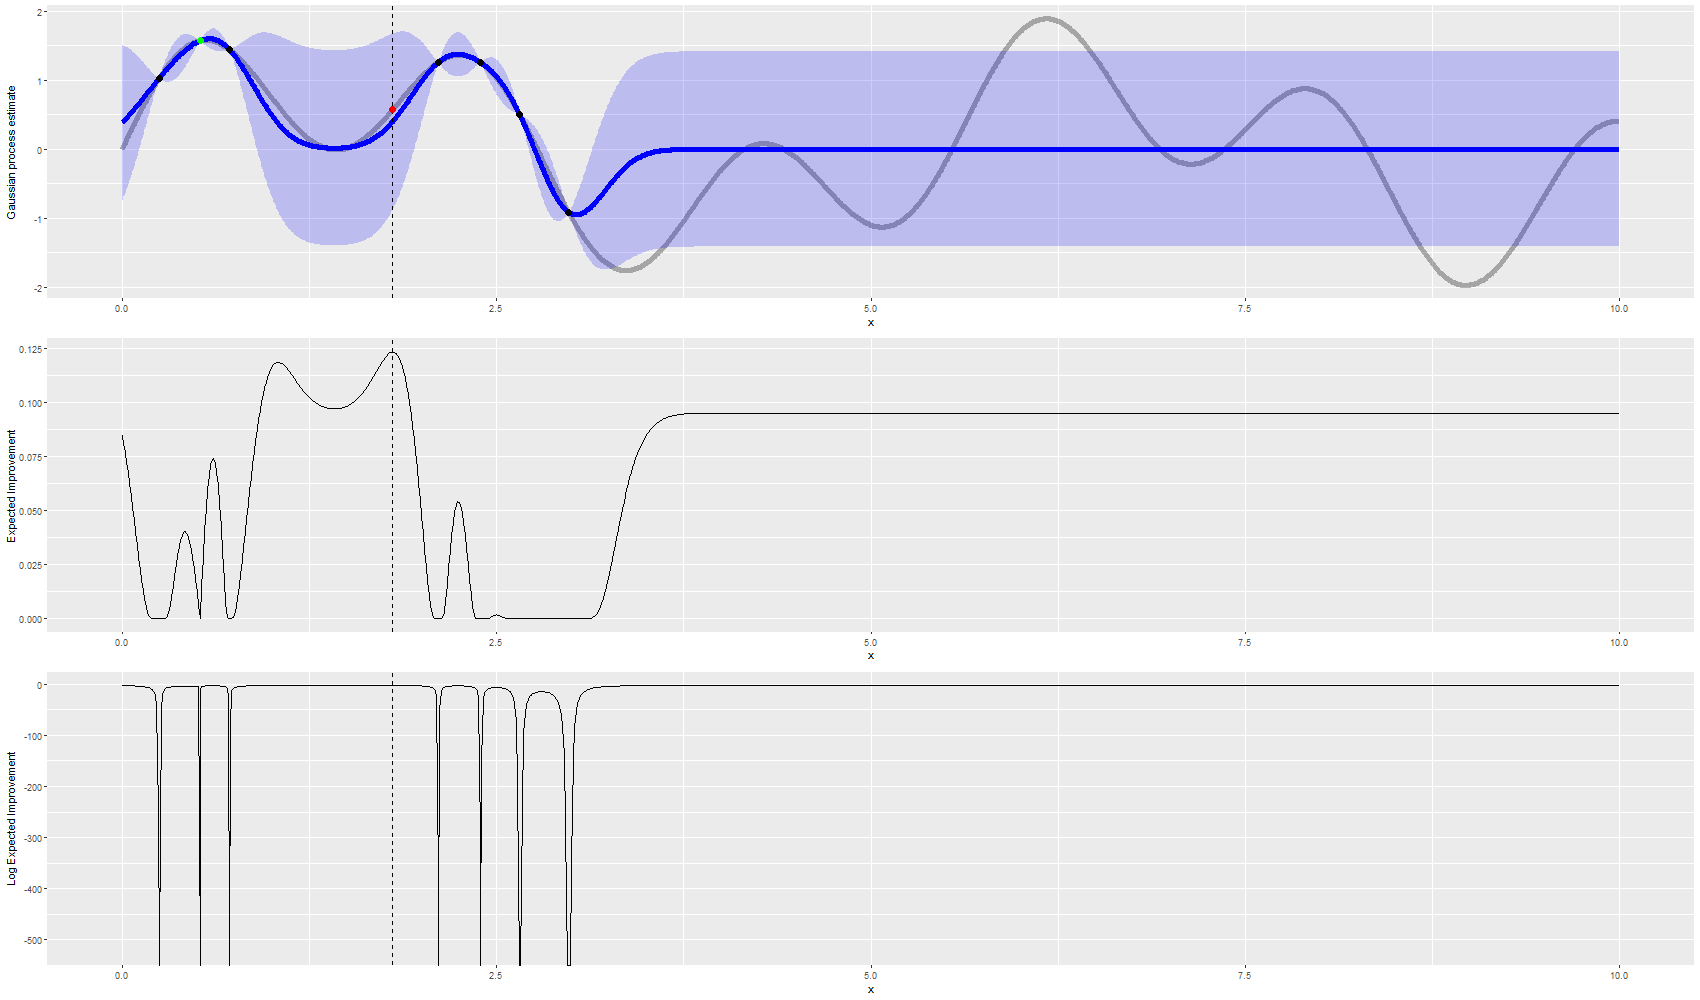 Gaussian process estimate
2
1
0
-1
-2
0.0 2.5 5.0 7.5 10.0
x
Expected Improvement
0.125
0.100
0.075
0.050
0.025
0.000
0.0 2.5 5.0 7.5 10.0
x
Log Expected Improvement
0
-100
-200
-300
-400
-500
0.0 2.5 5.0 7.5 10.0
x